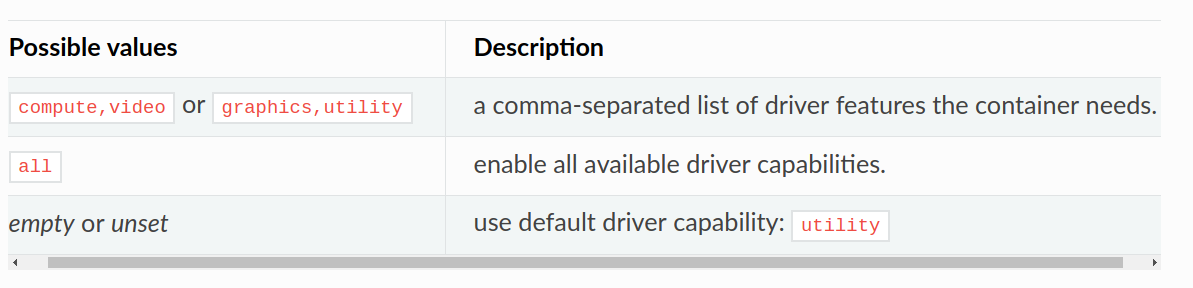 Possible values Description
compute,video or graphics,utility a comma-separated list of driver features the container needs.
all enable all available driver capabilities.
empty or unset use default driver capability: utility